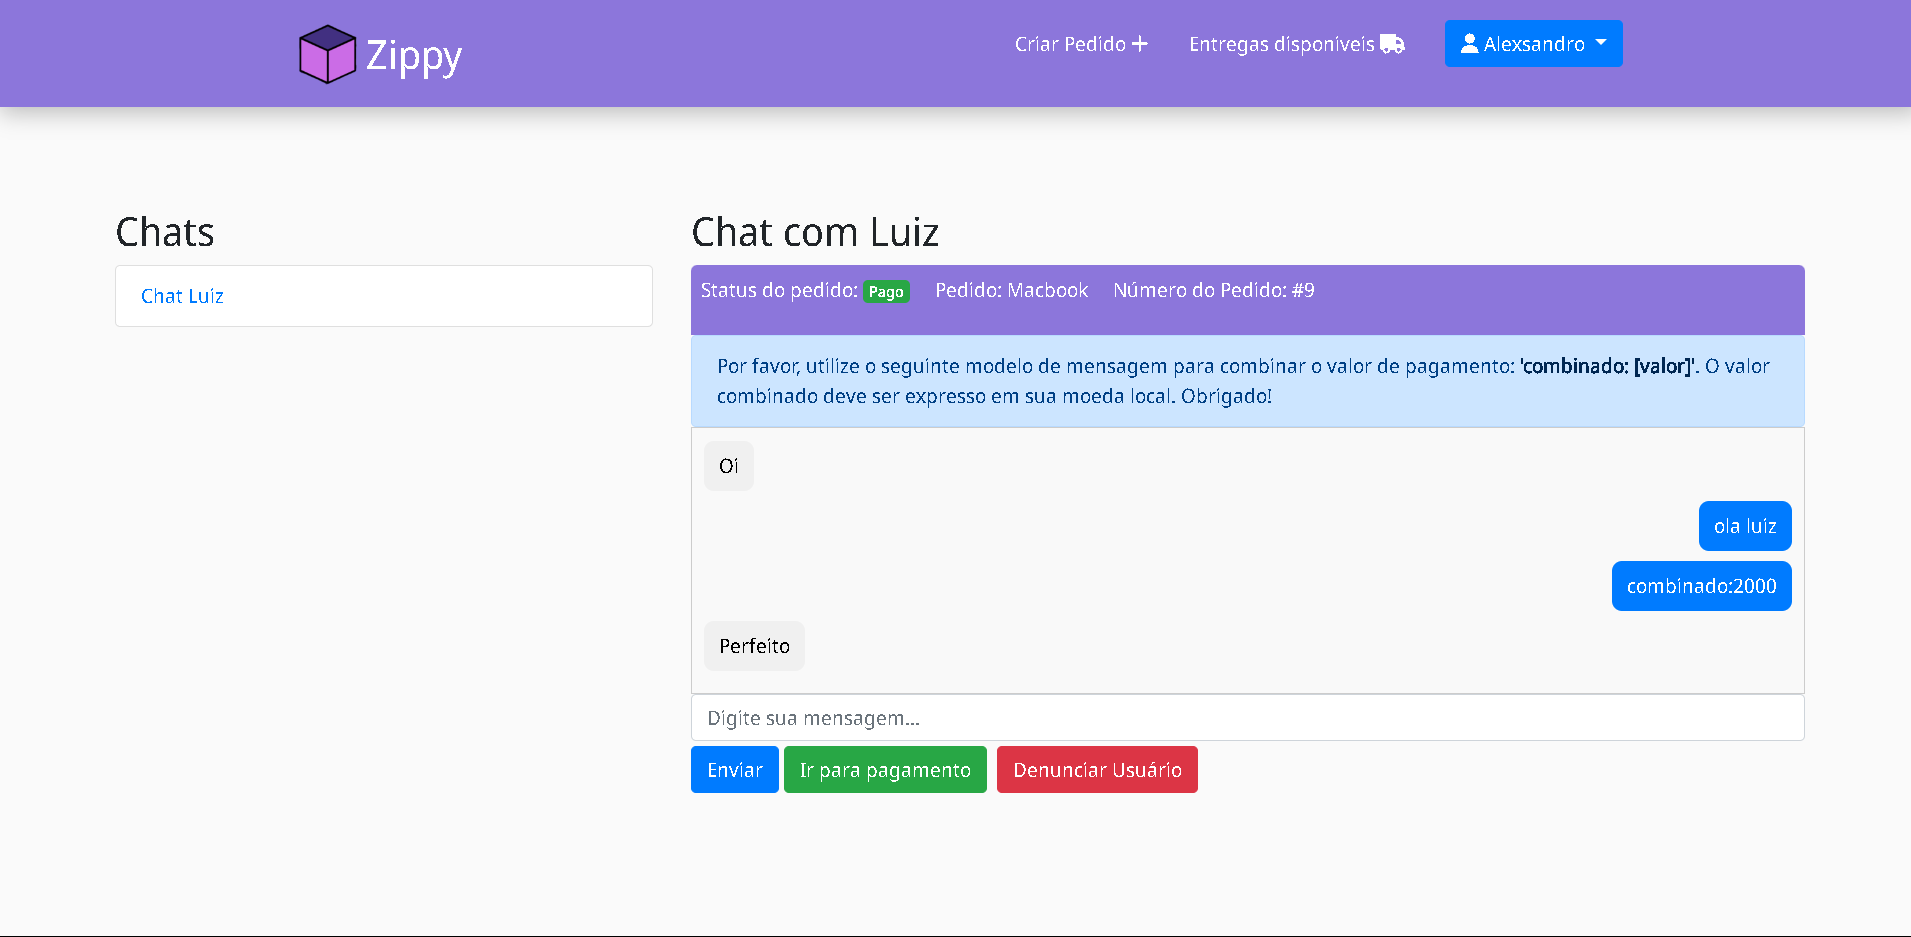 Zippy
Criar Pedido
Entregas disponíveis
Alexsandro
Chats
Chat Luiz
Chat com Luiz
Status do pedido: Pago Pedido: Macbook Número do Pedido: #9
Por favor, utilize o seguinte modelo de mensagem para combinar o valor de pagamento: 'combinado: [valor]'. O valor
combinado deve ser expresso em sua moeda local. Obrigado!
Oi
ola luiz
combinado:2000
Perfeito
Digite sua mensagem...
Enviar
Ir para pagamento
Denunciar Usuário